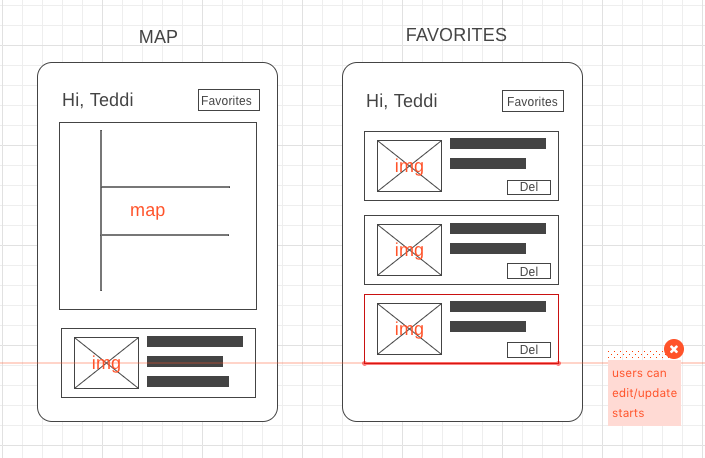 MAP
Hi, Teddi
Favorites
map
img
FAVORITES
Hi, Teddi
Favorites
img
Del
img
Del
img
Del
users can
edit/update
starts